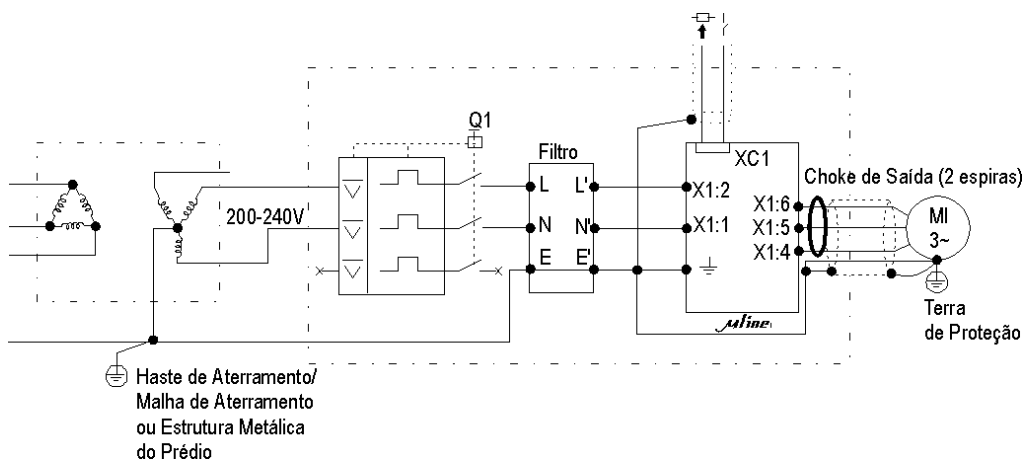 Q1
Filtro
XC1
Choke de Saída (2 espiras)
200-240V
L L'
N N'
E E'
X1:2
X1:1
X1:6
X1:5
X1:4
MI
3~
µline
Terra
de Proteção
Haste de Aterramento/
Malha de Aterramento
ou Estrutura Metálica
do Prédio